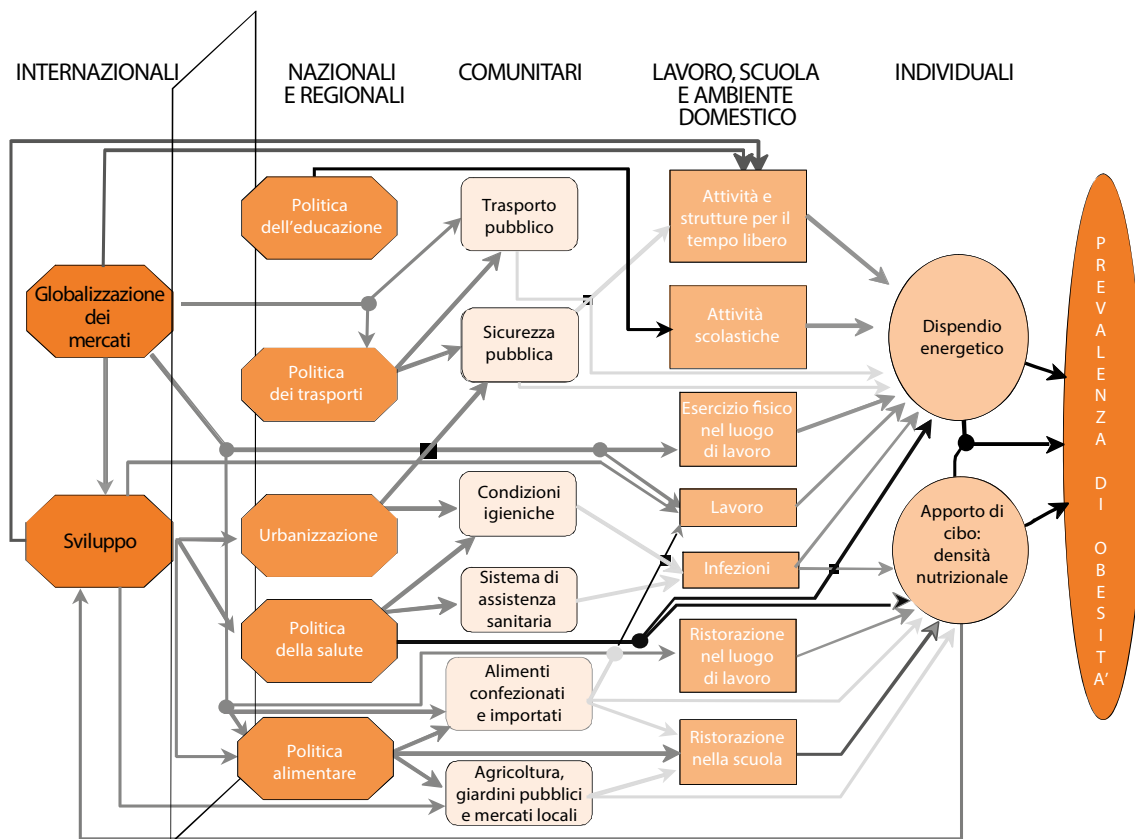 INTERNAZIONALI
NAZIONALI
E REGIONALI
COMUNITARI
LAVORO, SCUOLA
E AMBIENTE
DOMESTICO
INDIVIDUALI
Globalizzazione
dei
mercati
Sviluppo
Politica
dell'educazione
Politica
dei trasporti
Urbanizzazione
Politica
della salute
Politica
alimentare
Trasporto
pubblico
Sicurezza
pubblica
Condizioni
igieniche
Sistema di
assistenza
sanitaria
Alimenti
confezionati
e importati
Agricoltura,
giardini pubblici
e mercati locali
Attività e
strutture per il
tempo libero
Attività
scolastiche
Esercizio fisico
nel luogo
di lavoro
Lavoro
Infezioni
Ristorazione
nel luogo
di lavoro
Ristorazione
nella scuola
Dispendio
energetico
Apporto di
cibo:
densità
nutrizionale
PREVALENZA DI OBESITA'